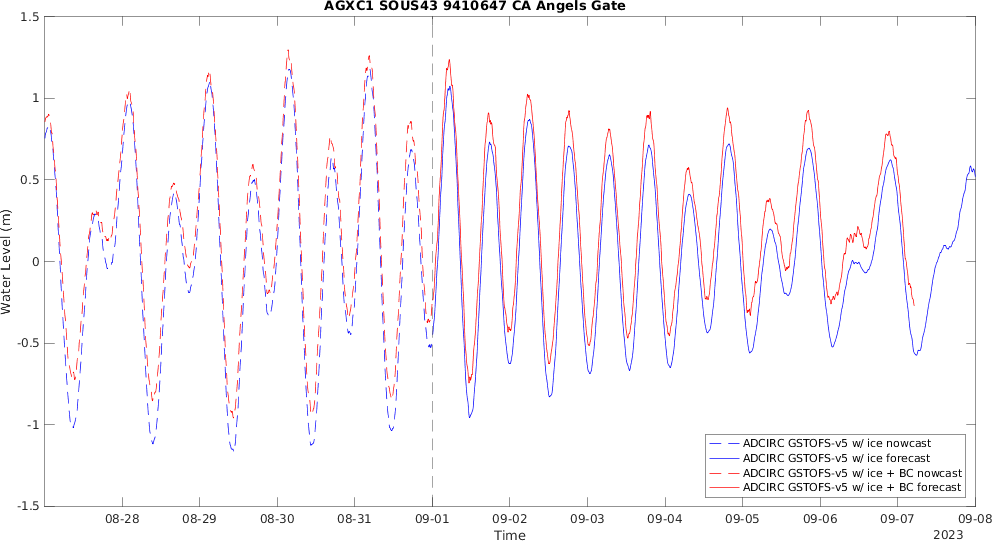 AGXC1 SOUS43 9410647 CA Angels Gate
1.5
1
0.5
0
-0.5
-1
-1.5
Water Level (m)
08-28 08-29 08-30 08-31 09-01 09-02 09-03 09-04 09-05 09-06 09-07 09-08
Time
2023
ADCIRC GSTOFS-v5 w/ ice nowcast
ADCIRC GSTOFS-v5 w/ ice forecast
ADCIRC GSTOFS-v5 w/ ice + BC nowcast
ADCIRC GSTOFS-v5 w/ ice + BC forecast